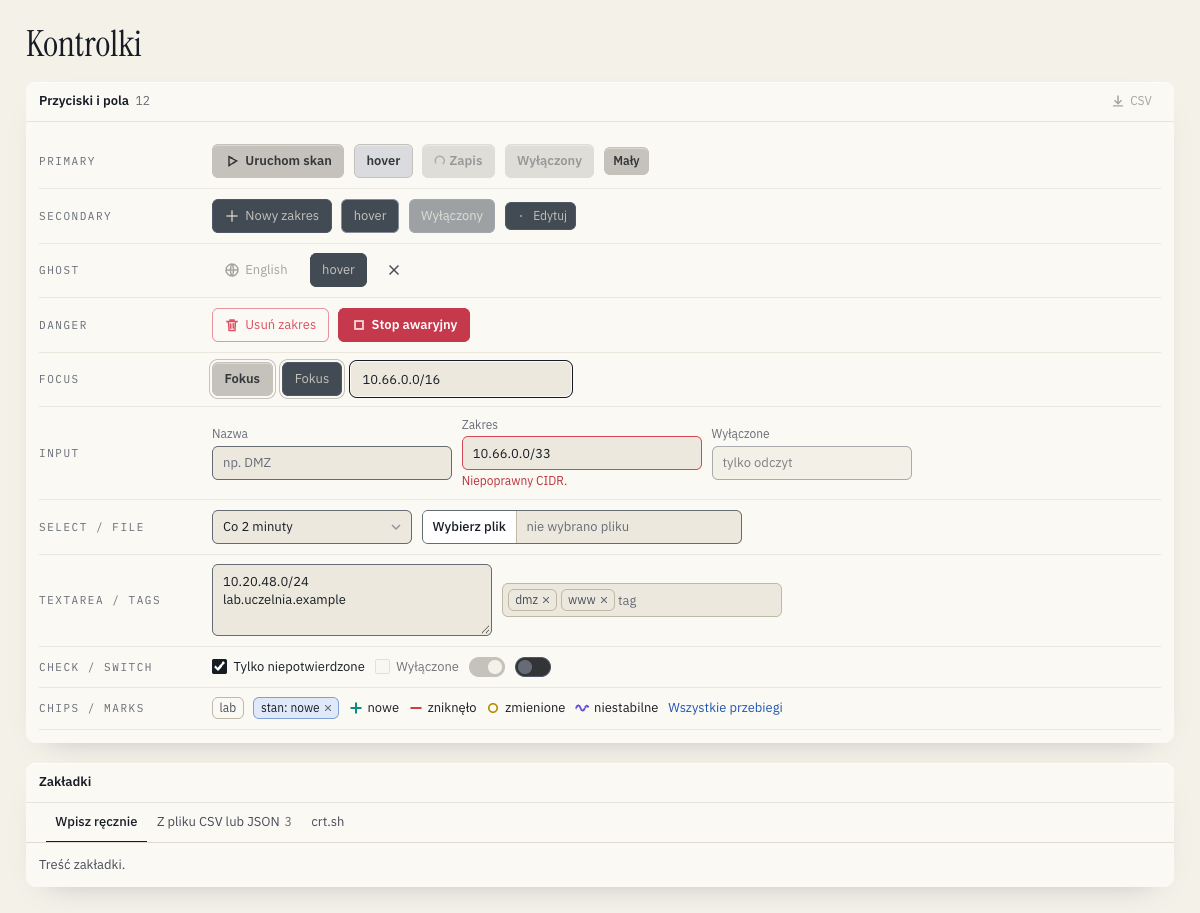 Kontrolki
Przyciski i pola 12
CSV
PRIMARY
Uruchom skan
hover
Zapis
Wyłączony
Mały
SECONDARY
Nowy zakres
hover
Wyłączony
· Edytuj
GHOST
English
hover
DANGER
Usuń zakres
Stop awaryjny
FOCUS
Fokus
Fokus
10.66.0.0/16
INPUT
Nazwa
np. DMZ
Zakres
10.66.0.0/33
Niepoprawny CIDR.
Wyłączone
tylko odczyt
SELECT / FILE
Co 2 minuty
Wybierz plik
nie wybrano pliku
TEXTAREA / TAGS
10.20.48.0/24
lab.uczelnia.example
dmz ×
www ×
tag
CHECK / SWITCH
Tylko niepotwierdzone
Wyłączone
CHIPS / MARKS
lab
stan: nowe ×
nowe
zniknęło
zmienione
niestabilne
Wszystkie przebiegi
Zakładki
Wpisz ręcznie
Z pliku CSV lub JSON 3
crt.sh
Treść zakładki.